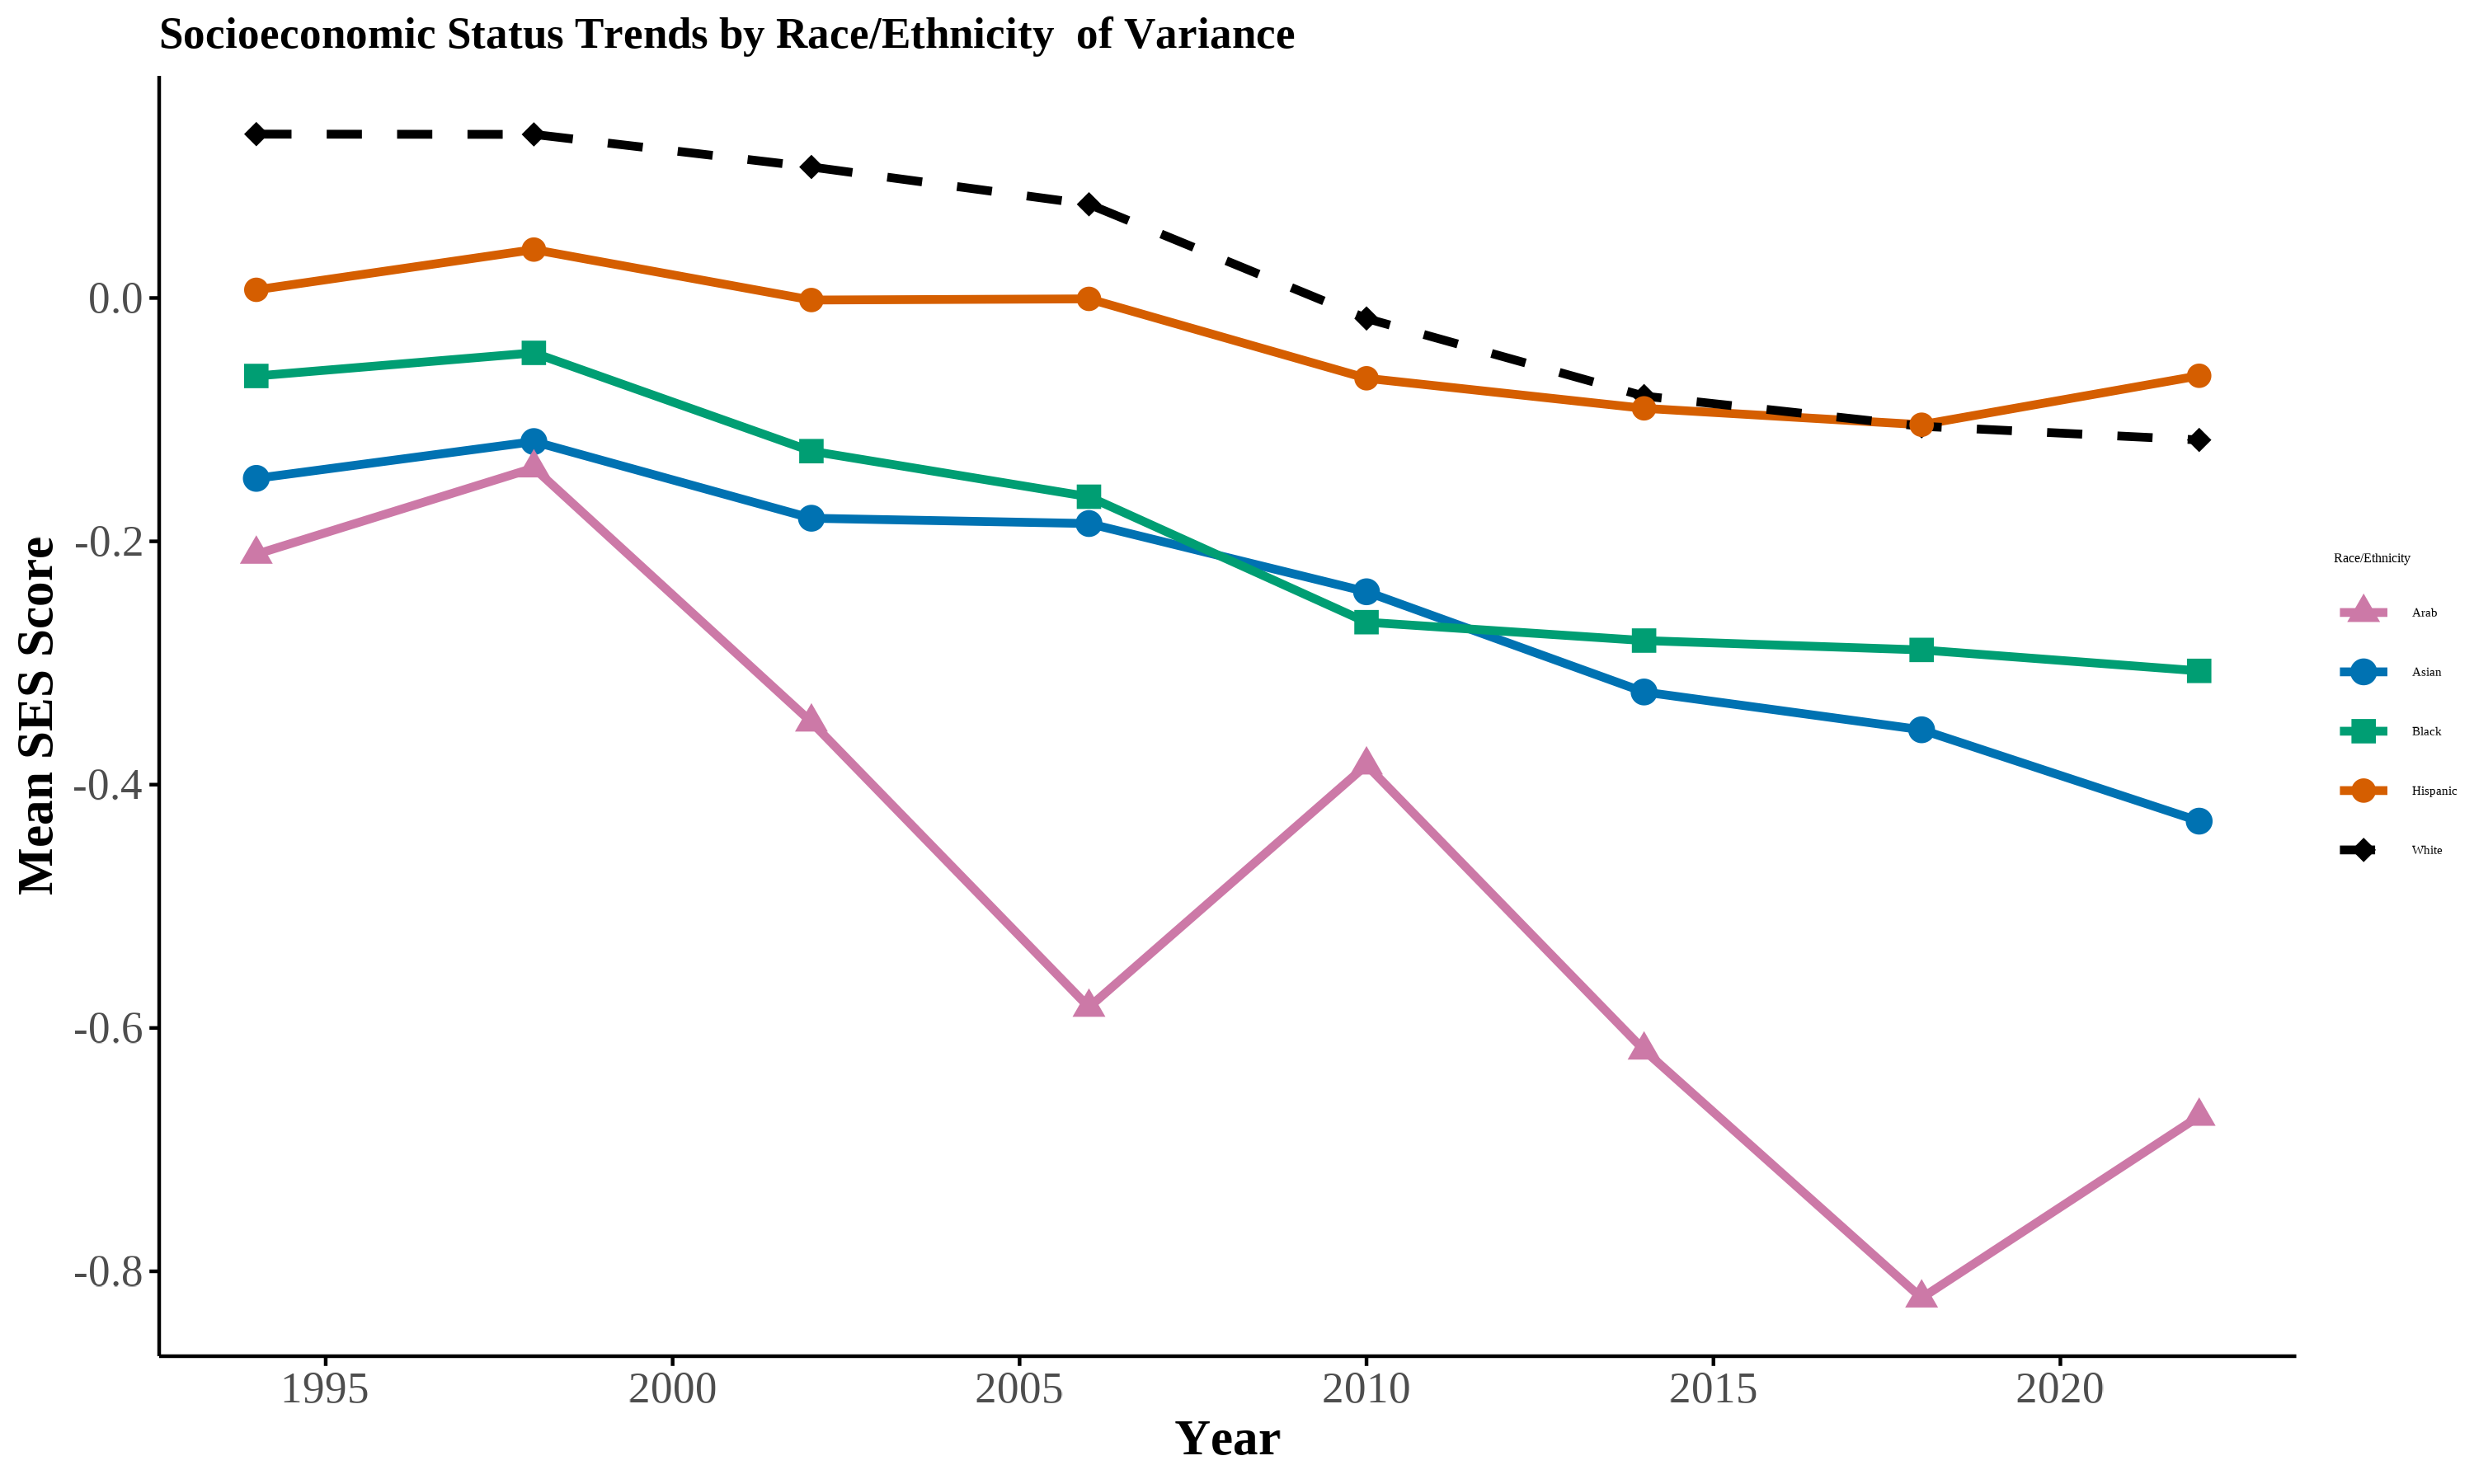 Socioeconomic Status Trends by Race/Ethnicity  of Variance
Mean SES Score
0.0
-0.2
-0.4
-0.6
-0.8
1995
2000
2005
2010
2015
2020
Year
Race/Ethnicity
Arab
Asian
Black
Hispanic
White